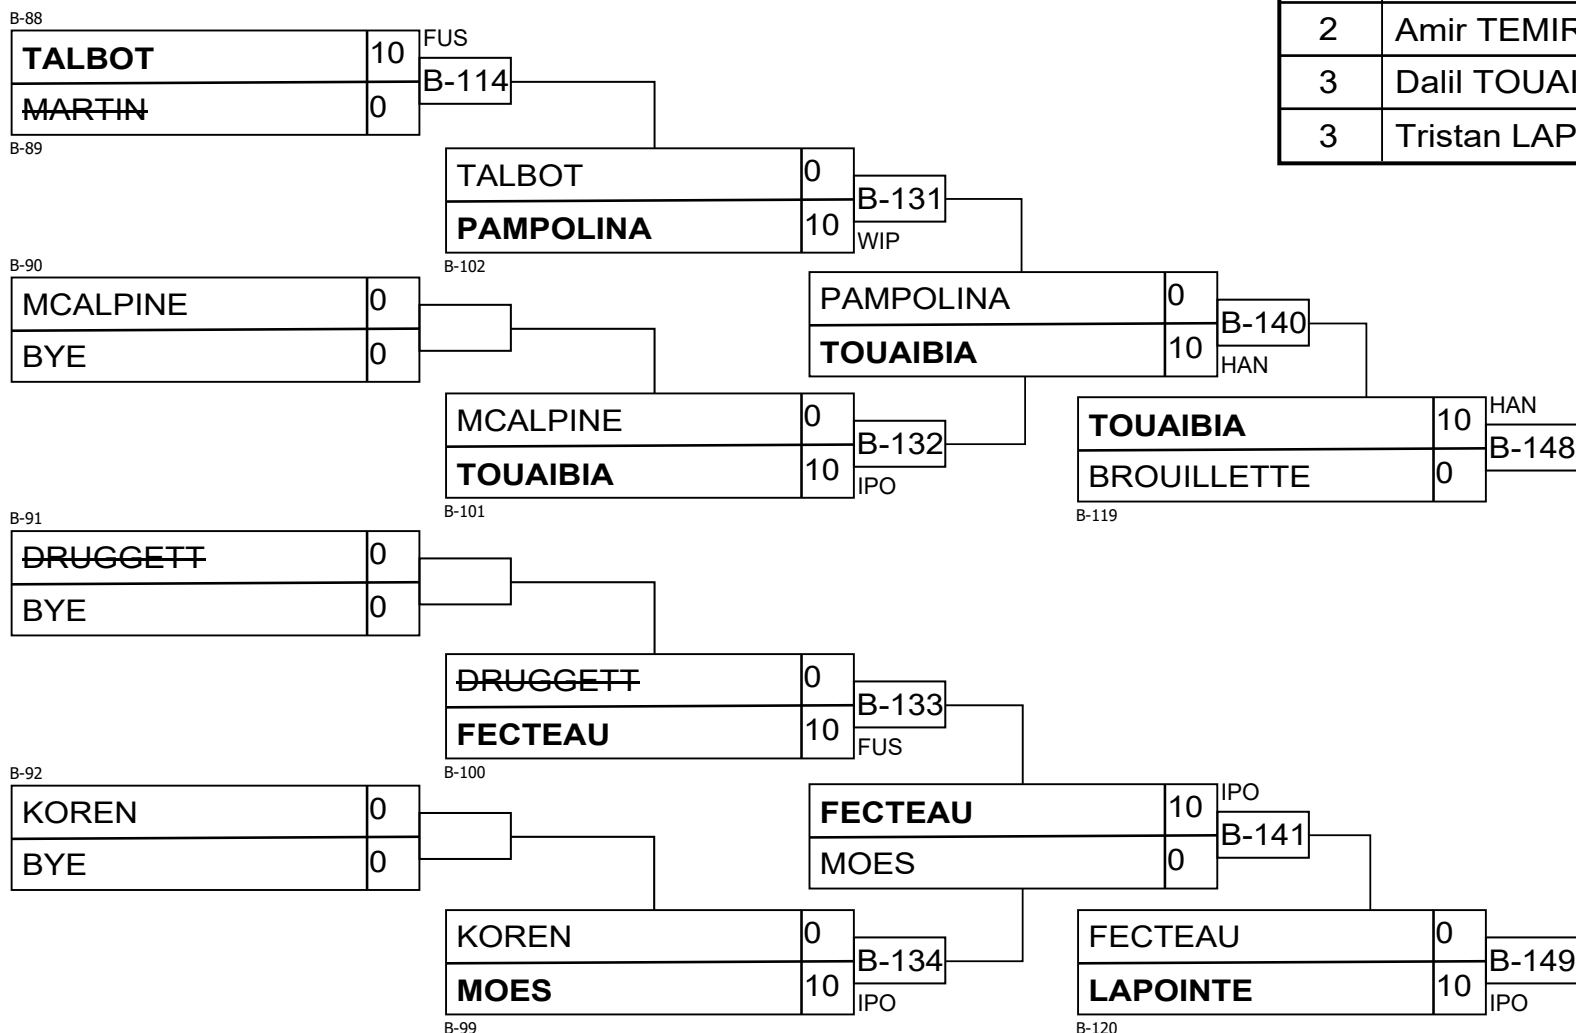 B-88
TALBOT 10 FUS
B-114
MARTIN 0
B-89
2 Amir
3 Dalil
3 Tristan
TALBOT 0
B-131
PAMPOLINA 10 WIP
B-102
B-90
MCALPINE 0
BYE 0
PAMPOLINA 0
B-140
TOUAIBIA 10 HAN
MCALPINE 0
B-132
TOUAIBIA 10 IPO
B-101
TOUAIBIA 10 HAN
B-148
BROUILLETTE 0
B-119
B-91
DRUGGETT 0
BYE 0
DRUGGETT 0
B-133
FECTEAU 10 FUS
B-100
B-92
KOREN 0
BYE 0
FECTEAU 10 IPO
B-141
MOES 0
KOREN 0
B-134
MOES 10 IPO
B-99
FECTEAU 0
B-149
LAPOINTE 10 IPO
B-120